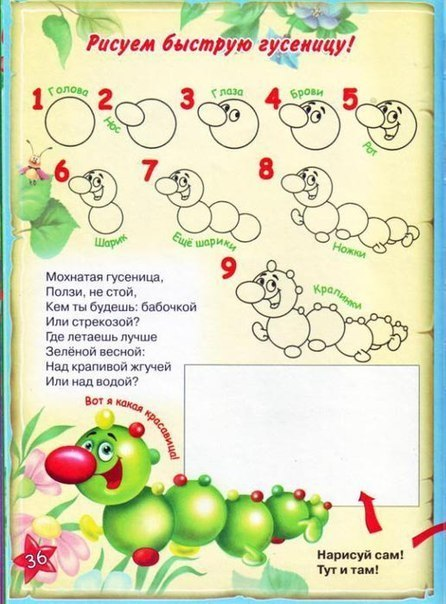 Рисуем быструю гусеницу!
1 Голова
2 Нос
3 Глаза
4 Брови
5 Рот
6 Шарик
7 Ещё шарики
8 Ножки
9 Крапинки
Мохнатая гусеница,
Ползи, не стой,
Кем ты будешь: бабочкой
Или стрекозой?
Где летаешь лучше
Зелёной весной:
Над крапивой жгучей
Или над водой?
Вот я какая красавица!
Нарисуй сам!
Тут и там!
36